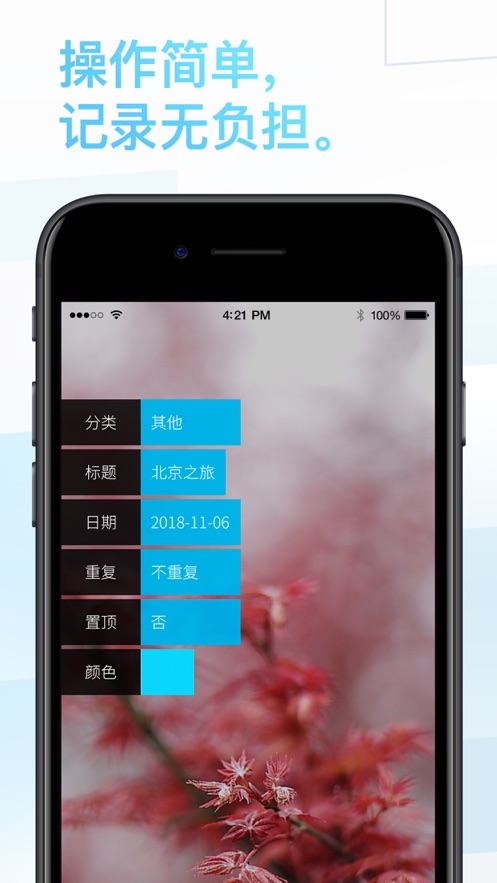 操作简单,
记录无负担。
4:21 PM 100%
分类 其他
标题 北京之旅
日期 2018-11-06
重复 不重复
置顶 否
颜色